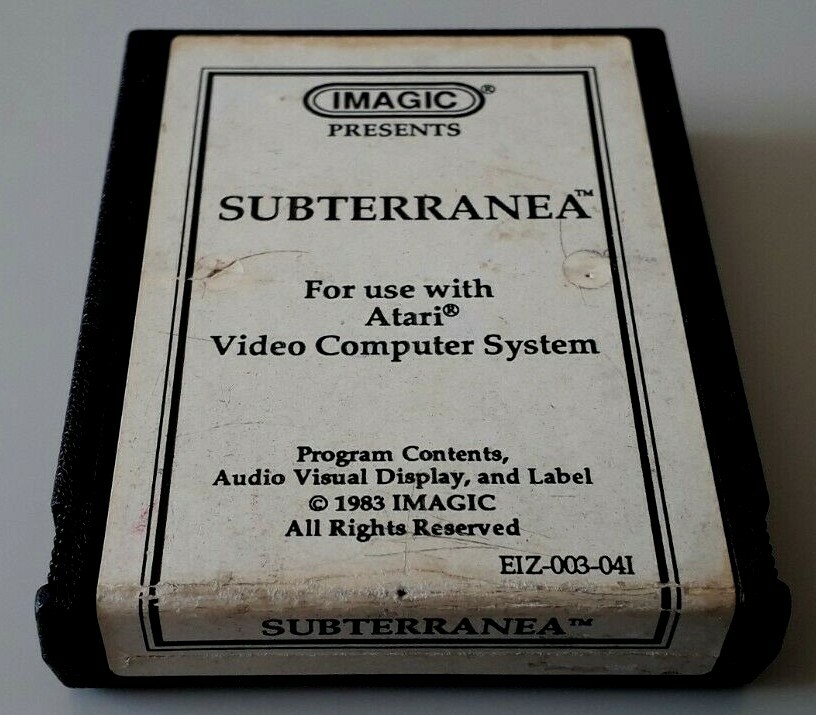 IMAGIC®
PRESENTS
SUBTERRANEA™
For use with
Atari®
Video Computer System
Program Contents,
Audio Visual Display, and Label
© 1983 IMAGIC
All Rights Reserved
EIZ-003-04I
SUBTERRANEA™